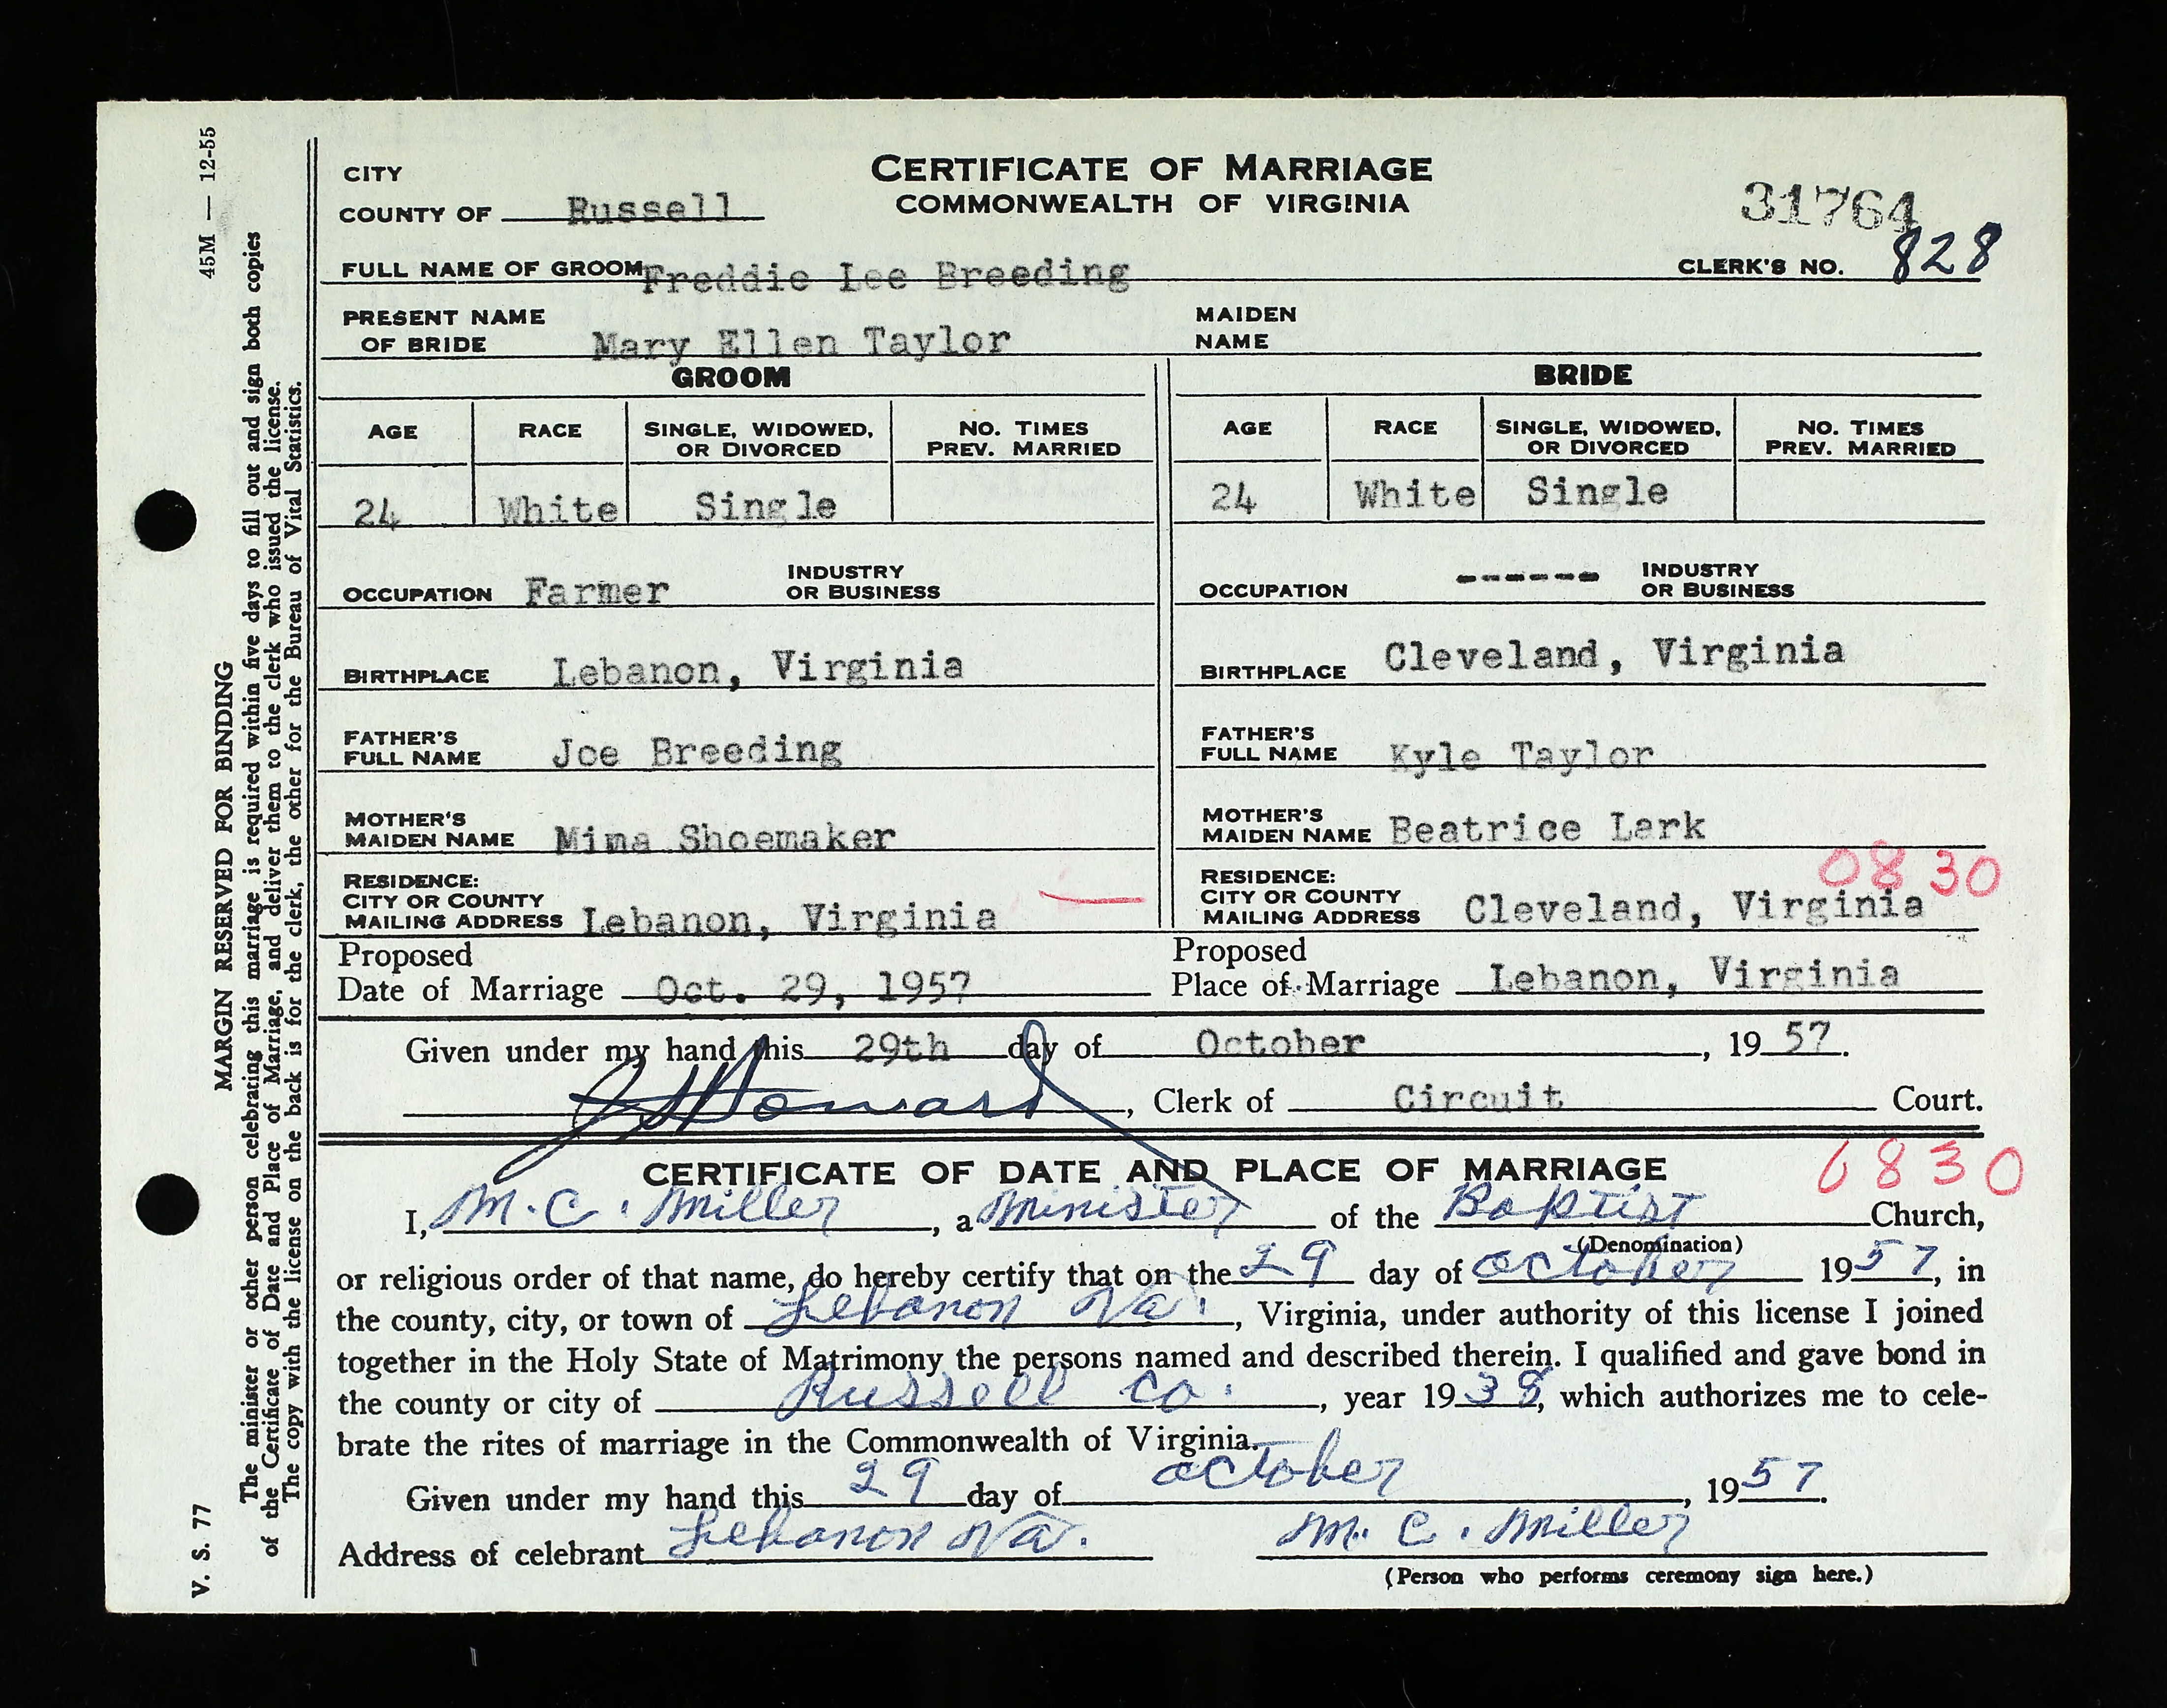 45M — 12-55
MARGIN RESERVED FOR BINDING
The minister or other person celebrating this marriage is required within five days to fill out and sign both copies
of the Certificate of Date and Place of Marriage, and deliver them to the clerk who issued the license.
The copy with the license on the back is for the clerk, the other for the Bureau of Vital Statistics.
V. S. 77
CERTIFICATE OF MARRIAGE
COMMONWEALTH OF VIRGINIA
CITY
COUNTY OF Russell
31764
FULL NAME OF GROOM Freddie Lee Breeding CLERK'S NO. 828
PRESENT NAME
OF BRIDE Mary Ellen Taylor
MAIDEN
NAME
GROOM BRIDE
AGE RACE SINGLE, WIDOWED, OR DIVORCED NO. TIMES PREV. MARRIED AGE RACE SINGLE, WIDOWED, OR DIVORCED NO. TIMES PREV. MARRIED
24 White Single 24 White Single
OCCUPATION Farmer INDUSTRY OR BUSINESS OCCUPATION ------- INDUSTRY OR BUSINESS
BIRTHPLACE Lebanon, Virginia BIRTHPLACE Cleveland, Virginia
FATHER'S FULL NAME Joe Breeding FATHER'S FULL NAME Kyle Taylor
MOTHER'S MAIDEN NAME Mima Shoemaker MOTHER'S MAIDEN NAME Beatrice Lark
0830
RESIDENCE: CITY OR COUNTY MAILING ADDRESS Lebanon, Virginia RESIDENCE: CITY OR COUNTY MAILING ADDRESS Cleveland, Virginia
Proposed Date of Marriage Oct. 29, 1957 Proposed Place of Marriage Lebanon, Virginia
Given under my hand this 29th day of October, 1957.
Howard, Clerk of Circuit Court.
CERTIFICATE OF DATE AND PLACE OF MARRIAGE 6830
I, M. C. Miller, a Minister of the Baptist Church,
(Denomination)
or religious order of that name, do hereby certify that on the 29 day of October 1957, in
the county, city, or town of Lebanon Va., Virginia, under authority of this license I joined
together in the Holy State of Matrimony the persons named and described therein. I qualified and gave bond in
the county or city of Russell Co., year 1938, which authorizes me to cele-
brate the rites of marriage in the Commonwealth of Virginia.
Given under my hand this 29 day of October, 1957.
Address of celebrant Lebanon Va. M. C. Miller
(Person who performs ceremony sign here.)